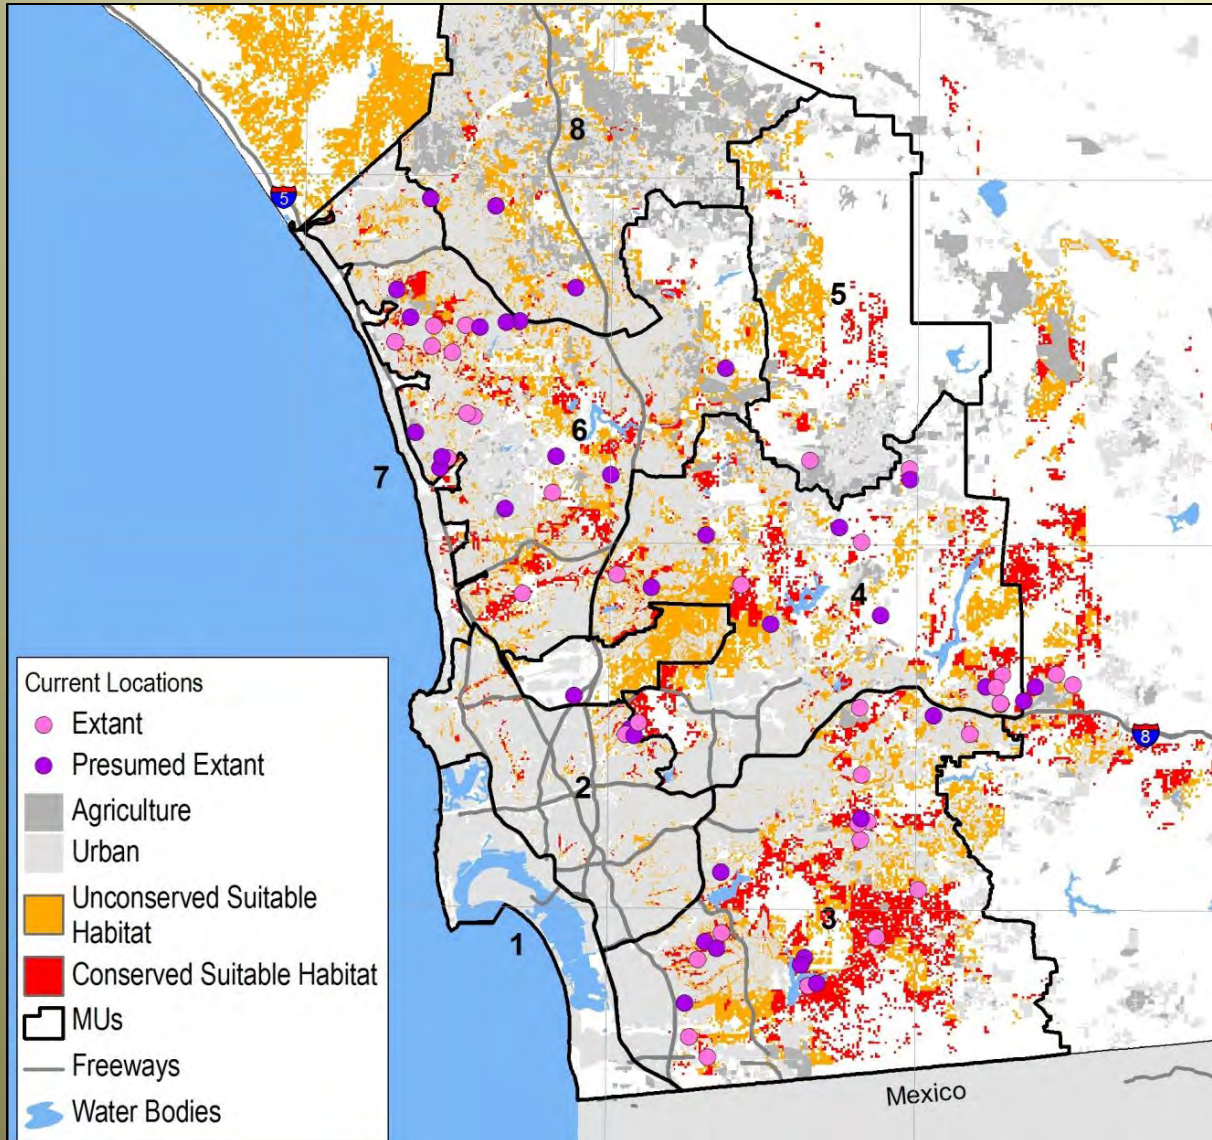 8
5
5
6
7
4
Current Locations
Extant
Presumed Extant
Agriculture
Urban
Unconserved Suitable
Habitat
Conserved Suitable Habitat
MUs
Freeways
Water Bodies
8
2
3
1
Mexico